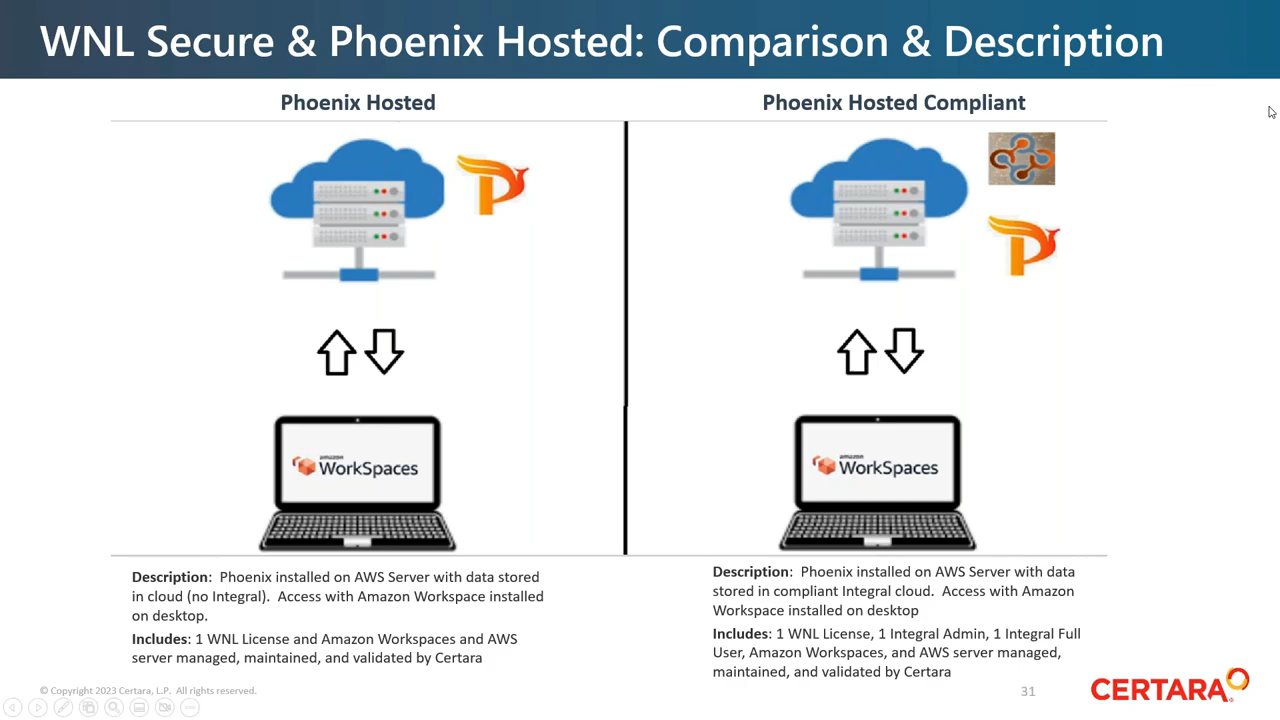 WNL Secure & Phoenix Hosted: Comparison & Description
Phoenix Hosted
Phoenix Hosted Compliant
amazon
WorkSpaces
amazon
WorkSpaces
Description:  Phoenix installed on AWS Server with data stored
in cloud (no Integral).  Access with Amazon Workspace installed
on desktop.
Includes: 1 WNL License and Amazon Workspaces and AWS
server managed, maintained, and validated by Certara
Description:  Phoenix installed on AWS Server with data
stored in compliant Integral cloud.  Access with Amazon
Workspace installed on desktop
Includes: 1 WNL License, 1 Integral Admin, 1 Integral Full
User, Amazon Workspaces, and AWS server managed,
maintained, and validated by Certara
© Copyright 2023 Certara, L.P.  All rights reserved.
31
CERTARA